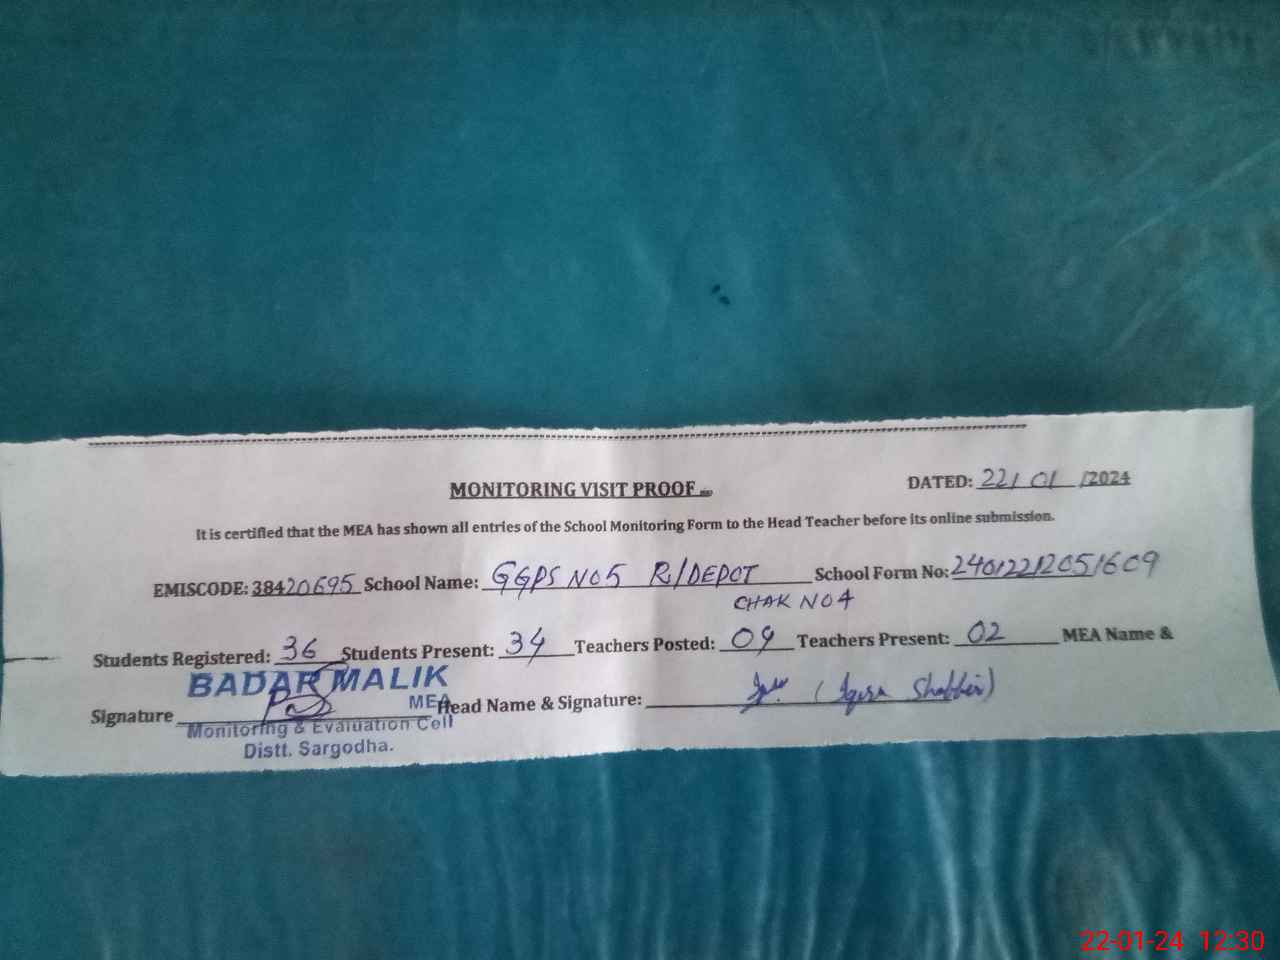 MONITORING VISIT PROOF
DATED: 22/01/2024
It is certified that the MEA has shown all entries of the School Monitoring Form to the Head Teacher before its online submission.
EMISCODE: 38420695 School Name: GGPS NO5 R/DEPOT School Form No: 24012212051609
CHAK NO4
Students Registered: 36 Students Present: 34 Teachers Posted: 04 Teachers Present: 02 MEA Name &
BADAR MALIK
Signature MEA Head Name & Signature: (Iqra Shabbir)
Monitoring & Evaluation Cell
Distt. Sargodha.
22-01-24 12:30